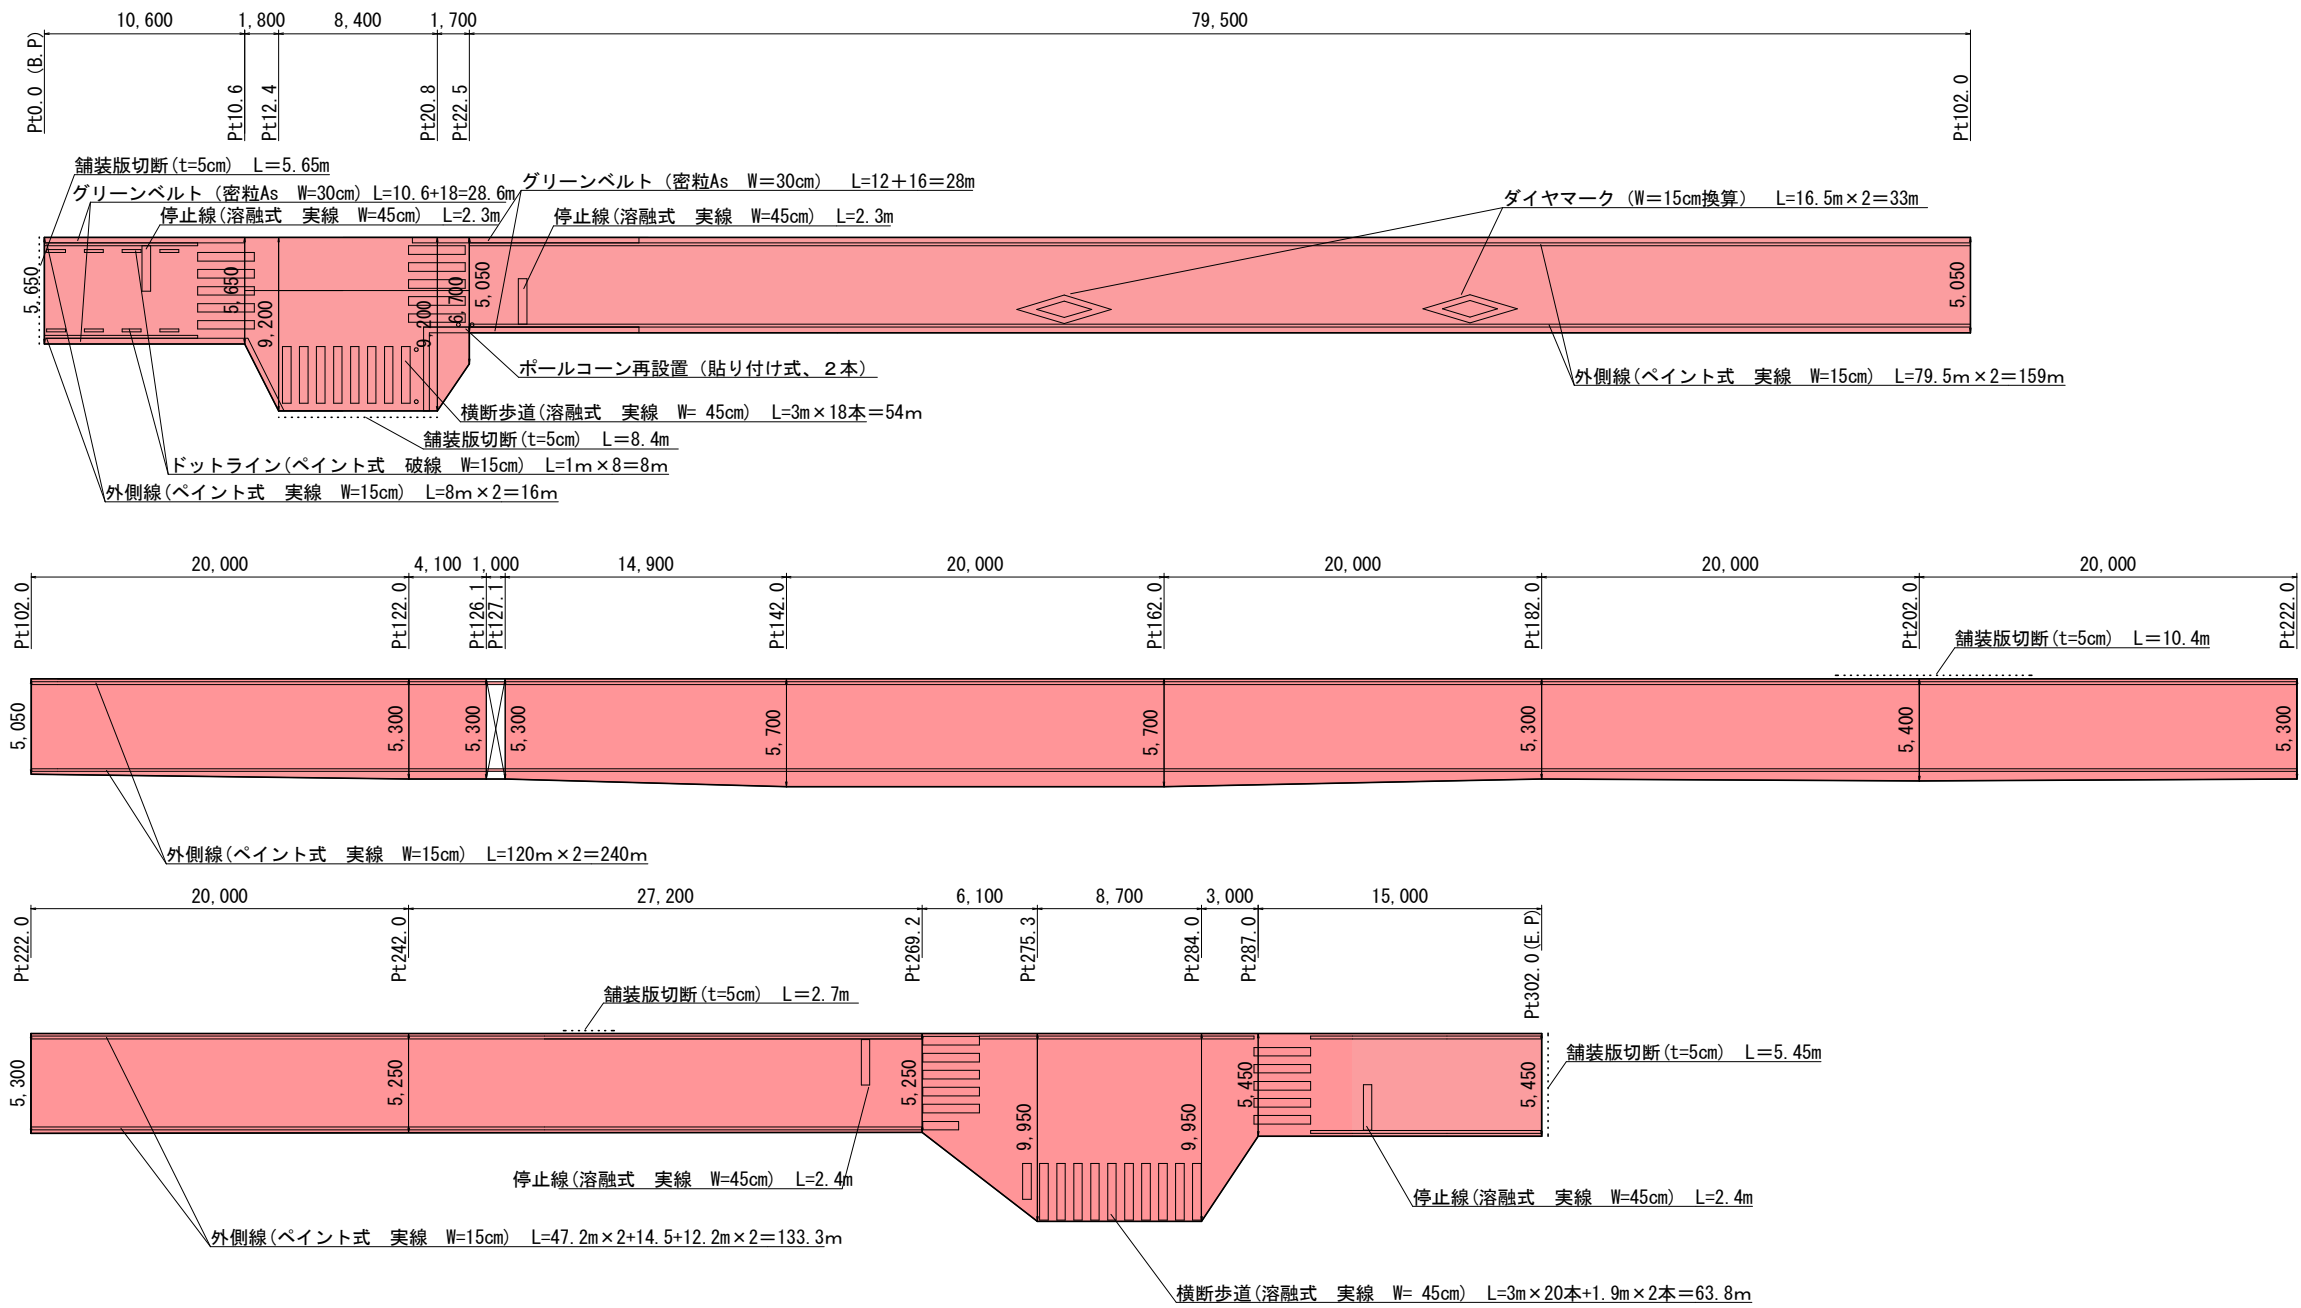 10,600
1,800
8,400
1,700
79,500
Pt0.0 (B.P)
Pt10.6
Pt12.4
Pt20.8
Pt22.5
Pt102.0
舗装版切断(t=5cm)　L＝5.65m
グリーンベルト（密粒As　W=30cm）L=10.6+18=28.6m
停止線(溶融式　実線　W=45cm)　L=2.3m
グリーンベルト（密粒As　W＝30cm）　L=12＋16＝28m
停止線(溶融式　実線　W=45cm)　L=2.3m
ダイヤマーク（W＝15cm換算）　L=16.5m×2＝33m
5,650
5,650
9,200
9,200
6,700
5,050
5,050
ポールコーン再設置（貼り付け式、２本）
外側線(ペイント式　実線　W=15cm)　L=79.5ｍ×2＝159ｍ
横断歩道(溶融式　実線　W= 45cm)　L=3m×18本＝54ｍ
舗装版切断(t=5cm)　L＝8.4m
ドットライン(ペイント式　破線　W=15cm)　L=1ｍ×8＝8ｍ
外側線(ペイント式　実線　W=15cm)　L=8ｍ×2＝16ｍ
20,000
4,100
1,000
14,900
20,000
20,000
20,000
20,000
Pt102.0
Pt122.0
Pt126.1
Pt127.1
Pt142.0
Pt162.0
Pt182.0
Pt202.0
Pt222.0
舗装版切断(t=5cm)　L＝10.4m
5,050
5,300
5,300
5,300
5,700
5,700
5,300
5,400
5,300
外側線(ペイント式　実線　W=15cm)　L=120ｍ×2＝240ｍ
20,000
27,200
6,100
8,700
3,000
15,000
Pt222.0
Pt242.0
Pt269.2
Pt275.3
Pt284.0
Pt287.0
Pt302.0(E.P)
舗装版切断(t=5cm)　L＝2.7m
舗装版切断(t=5cm)　L＝5.45m
5,300
5,250
5,250
9,950
9,950
5,450
5,450
停止線(溶融式　実線　W=45cm)　L=2.4m
停止線(溶融式　実線　W=45cm)　L=2.4m
外側線(ペイント式　実線　W=15cm)　L=47.2m×2+14.5+12.2m×2＝133.3ｍ
横断歩道(溶融式　実線　W= 45cm)　L=3m×20本+1.9m×2本＝63.8ｍ